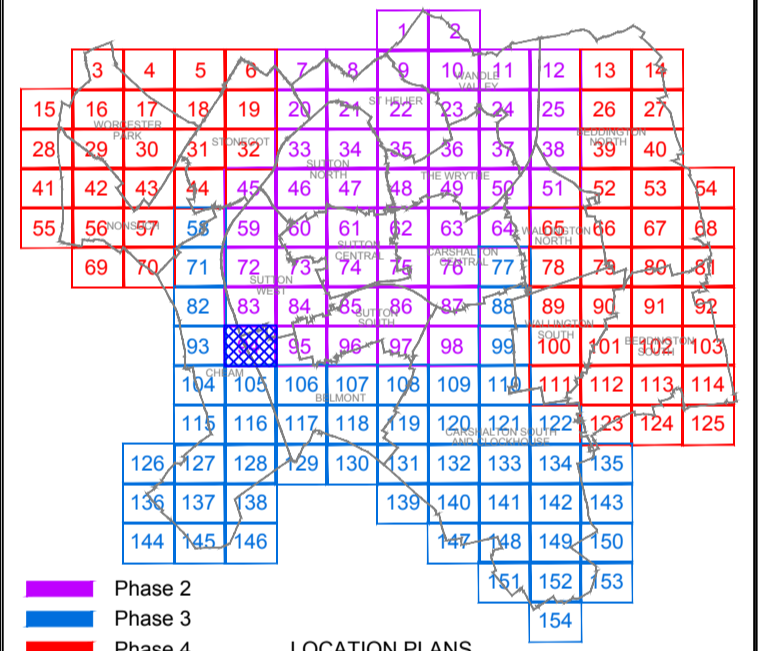 1 2
3 4 5 6 7 8 9 10 11 12 13 14
WANDLE
VALLEY
15 16 17 18 19 20 21 22 23 24 25 26 27
ST HELIER
WORCESTER
PARK
28 29 30 31 32 33 34 35 36 37 38 39 40
STONECOT
BEDDINGTON
NORTH
SUTTON
NORTH
THE WRYTHE
41 42 43 44 45 46 47 48 49 50 51 52 53 54
55 56 57 58 59 60 61 62 63 64 65 66 67 68
NONSUCH
WALLINGTON
NORTH
SUTTON
CENTRAL
CARSHALTON
CENTRAL
69 70 71 72 73 74 75 76 77 78 79 80 81
SUTTON
WEST
82 83 84 85 86 87 88 89 90 91 92
SUTTON
SOUTH
WALLINGTON
SOUTH
BEDDINGTON
SOUTH
93 95 96 97 98 99 100 101 102 103
CHEAM
104 105 106 107 108 109 110 111 112 113 114
BELMONT
115 116 117 118 119 120 121 122 123 124 125
CARSHALTON SOUTH
AND CLOCKHOUSE
126 127 128 129 130 131 132 133 134 135
136 137 138 139 140 141 142 143
144 145 146 147 148 149 150
151 152 153
154
Phase 2
Phase 3
Phase 4
LOCATION PLANS